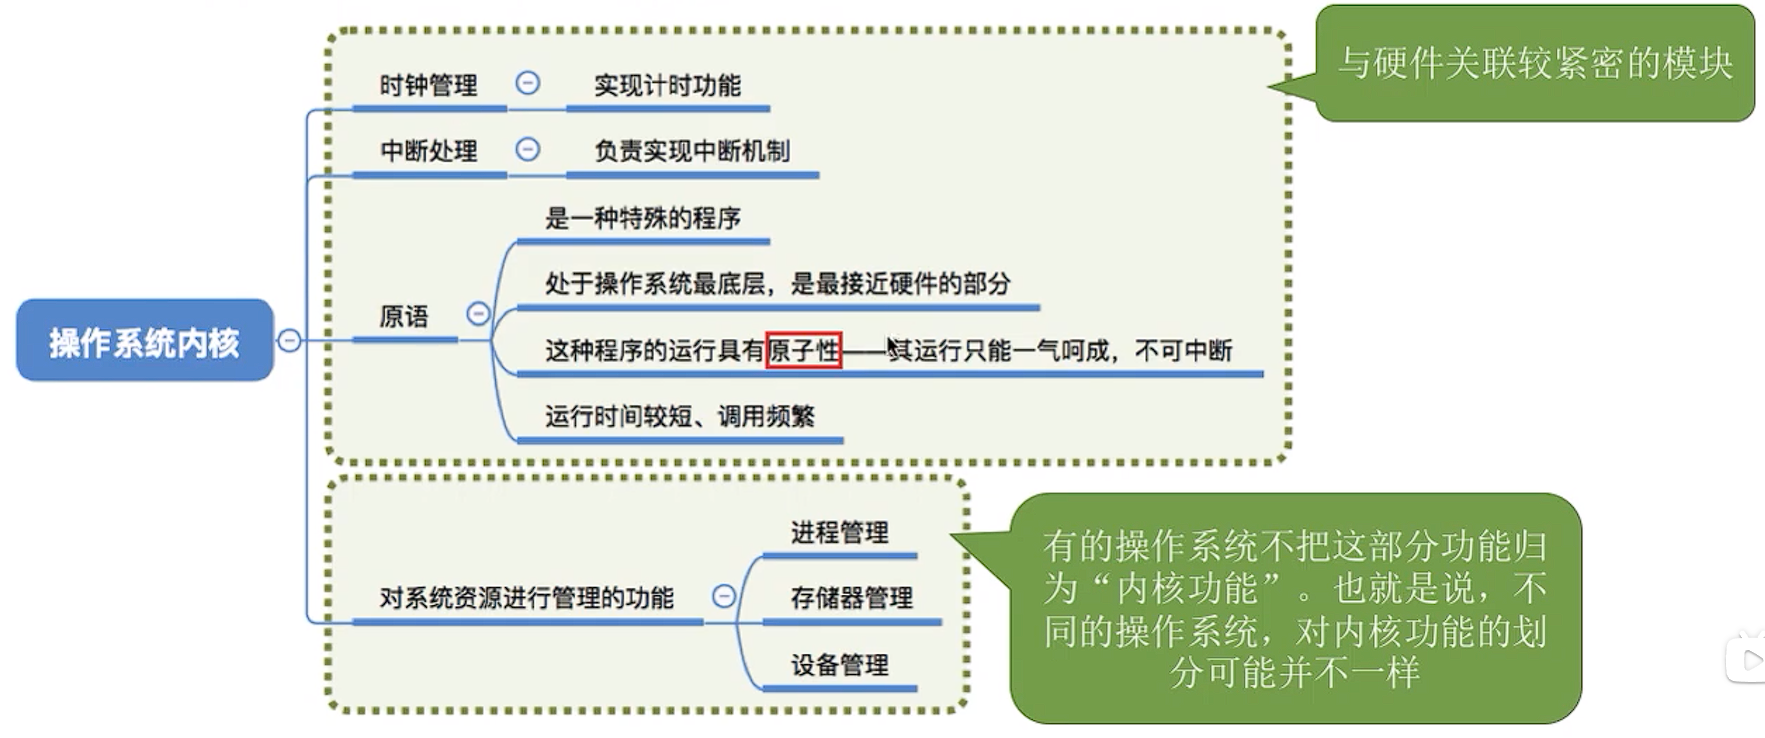 与硬件关联较紧密的模块
时钟管理
实现计时功能
中断处理
负责实现中断机制
是一种特殊的程序
处于操作系统最底层，是最接近硬件的部分
原语
这种程序的运行具有原子性——其运行只能一气呵成，不可中断
运行时间较短、调用频繁
操作系统内核
进程管理
对系统资源进行管理的功能
存储器管理
设备管理
有的操作系统不把这部分功能归
为“内核功能”。也就是说，不
同的操作系统，对内核功能的划
分可能并不一样